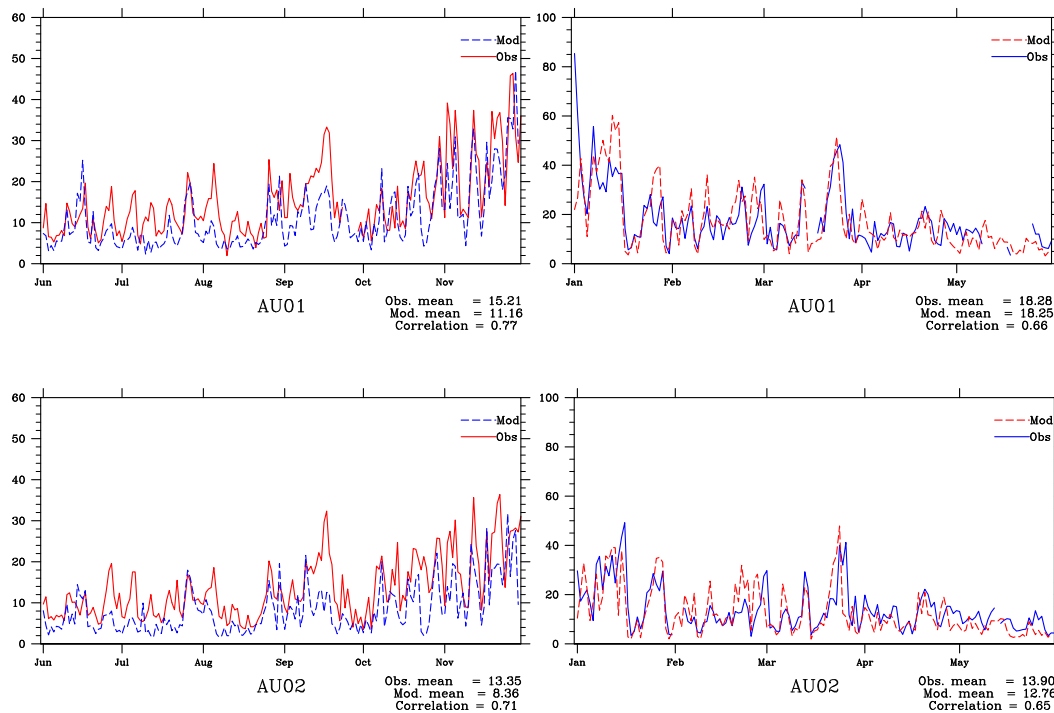 60
50
40
30
20
10
0
Mod
Obs
Jun Jul Aug Sep Oct Nov
AU01
Obs. mean = 15.21
Mod. mean = 11.16
Correlation = 0.77
100
80
60
40
20
0
Mod
Obs
Jan Feb Mar Apr May
AU01
Obs. mean = 18.28
Mod. mean = 18.25
Correlation = 0.66
60
50
40
30
20
10
0
Mod
Obs
Jun Jul Aug Sep Oct Nov
AU02
Obs. mean = 13.35
Mod. mean = 8.36
Correlation = 0.71
100
80
60
40
20
0
Mod
Obs
Jan Feb Mar Apr May
AU02
Obs. mean = 13.90
Mod. mean = 12.76
Correlation = 0.65